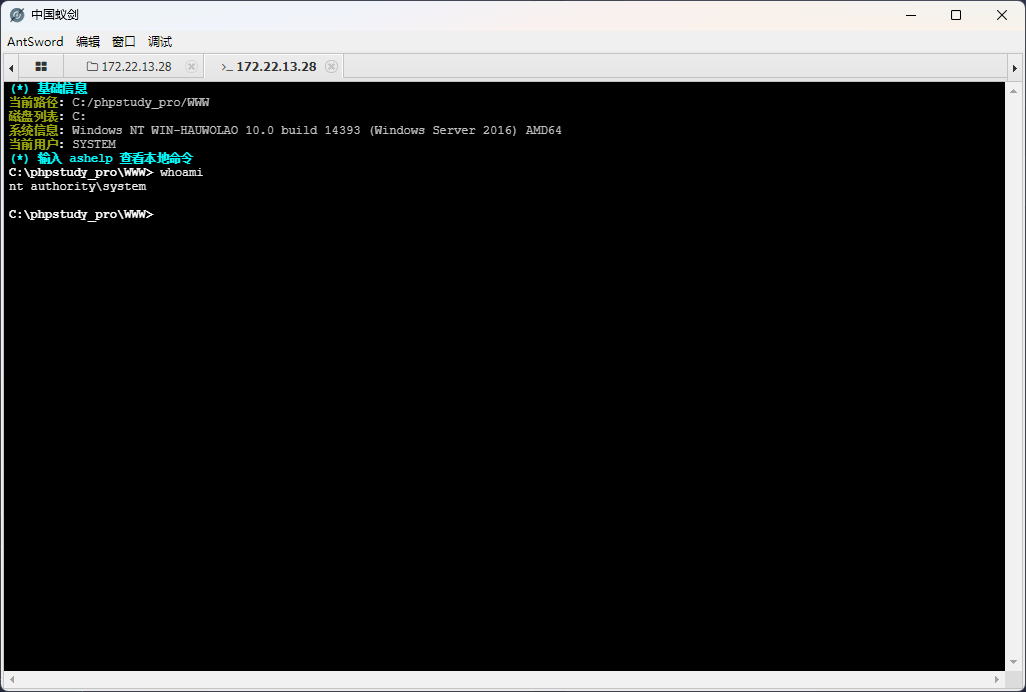 中国蚁剑
AntSword 编辑 窗口 调试
172.22.13.28 >_ 172.22.13.28
(*) 基础信息
当前路径: C:/phpstudy_pro/WWW
磁盘列表: C:
系统信息: Windows NT WIN-HAUWOLAO 10.0 build 14393 (Windows Server 2016) AMD64
当前用户: SYSTEM
(*) 输入 ashelp 查看本地命令
C:\phpstudy_pro\WWW> whoami
nt authority\system
C:\phpstudy_pro\WWW>